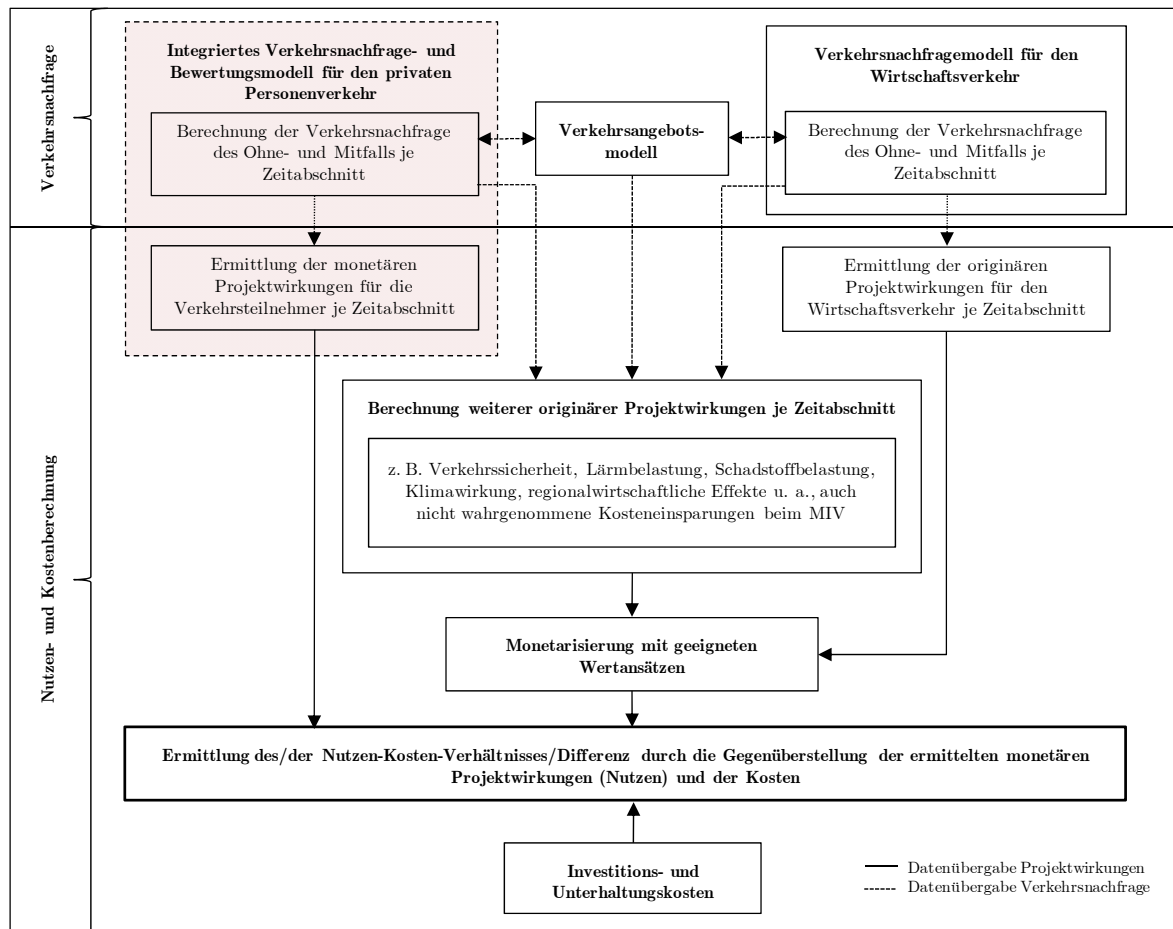 Verkehrsnachfrage
Integriertes Verkehrsnachfrage- und
Bewertungsmodell für den privaten
Personenverkehr
Berechnung der Verkehrsnachfrage
des Ohne- und Mitfalls je
Zeitabschnitt
Verkehrsangebots-
modell
Verkehrsnachfragemodell für den
Wirtschaftsverkehr
Berechnung der Verkehrsnachfrage
des Ohne- und Mitfalls je
Zeitabschnitt
Nutzen- und Kostenberechnung
Ermittlung der monetären
Projektwirkungen für die
Verkehrsteilnehmer je Zeitabschnitt
Ermittlung der originären
Projektwirkungen für den
Wirtschaftsverkehr je Zeitabschnitt
Berechnung weiterer originärer Projektwirkungen je Zeitabschnitt
z. B. Verkehrssicherheit, Lärmbelastung, Schadstoffbelastung,
Klimawirkung, regionalwirtschaftliche Effekte u. a., auch
nicht wahrgenommene Kosteneinsparungen beim MIV
Monetarisierung mit geeigneten
Wertansätzen
Ermittlung des/der Nutzen-Kosten-Verhältnisses/Differenz durch die Gegenüberstellung der ermittelten monetären
Projektwirkungen (Nutzen) und der Kosten
Investitions- und
Unterhaltungskosten
Datenübergabe Projektwirkungen
Datenübergabe Verkehrsnachfrage